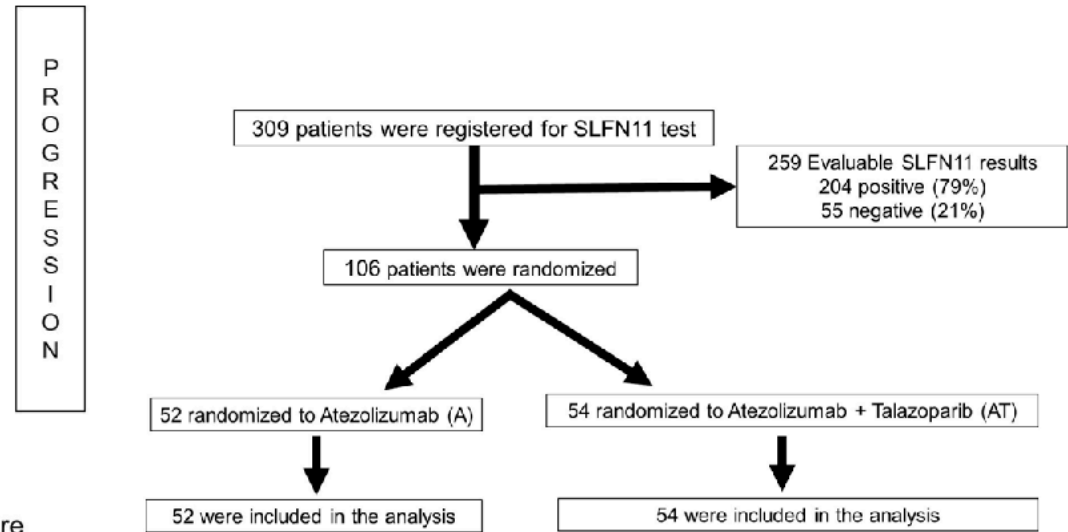 PROGRESSION
309 patients were registered for SLFN11 test
259 Evaluable SLFN11 results
204 positive (79%)
55 negative (21%)
106 patients were randomized
52 randomized to Atezolizumab (A)
54 randomized to Atezolizumab + Talazoparib (AT)
52 were included in the analysis
54 were included in the analysis
re